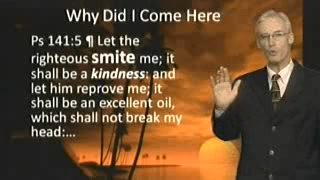 Why Did I Come Here
Ps 141:5 ¶ Let the
righteous smite me; it
shall be a kindness: and
let him reprove me; it
shall be an excellent oil,
which shall not break my
head:...